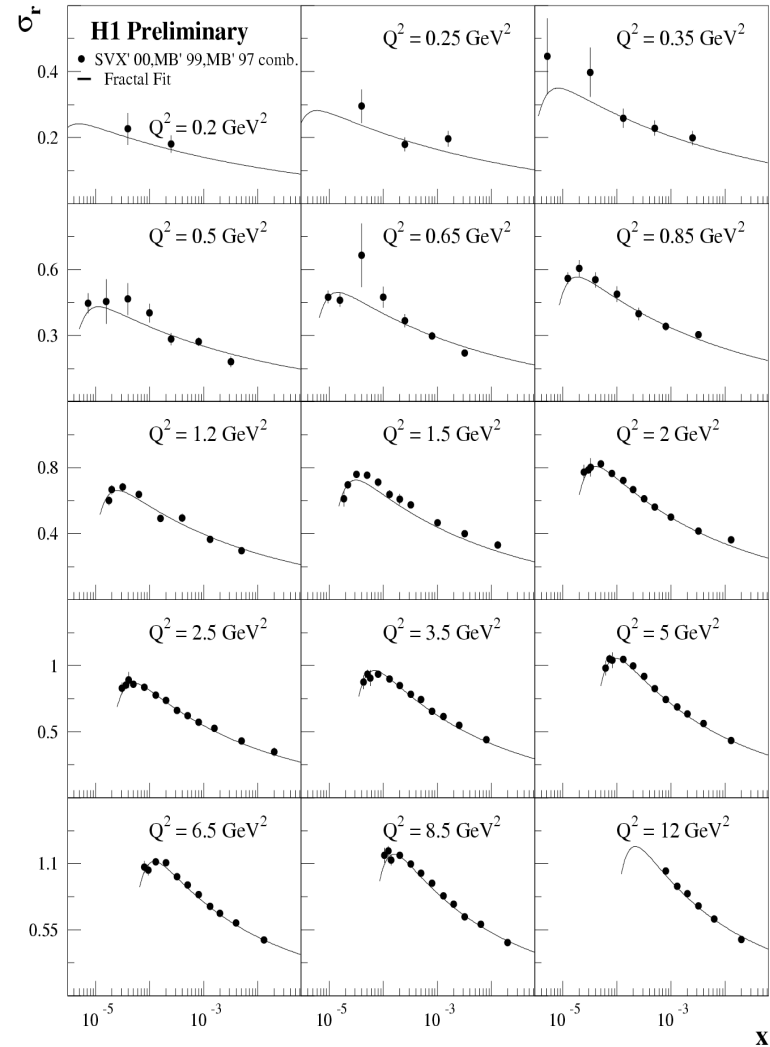 σr
H1 Preliminary
SVX' 00,MB' 99,MB' 97 comb.
Fractal Fit
Q² = 0.2 GeV²
Q² = 0.25 GeV²
Q² = 0.35 GeV²
0.4
0.2
Q² = 0.5 GeV²
Q² = 0.65 GeV²
Q² = 0.85 GeV²
0.6
0.3
Q² = 1.2 GeV²
Q² = 1.5 GeV²
Q² = 2 GeV²
0.8
0.4
Q² = 2.5 GeV²
Q² = 3.5 GeV²
Q² = 5 GeV²
1
0.5
Q² = 6.5 GeV²
Q² = 8.5 GeV²
Q² = 12 GeV²
1.1
0.55
10⁻⁵ 10⁻³ 10⁻⁵ 10⁻³ 10⁻⁵ 10⁻³
x